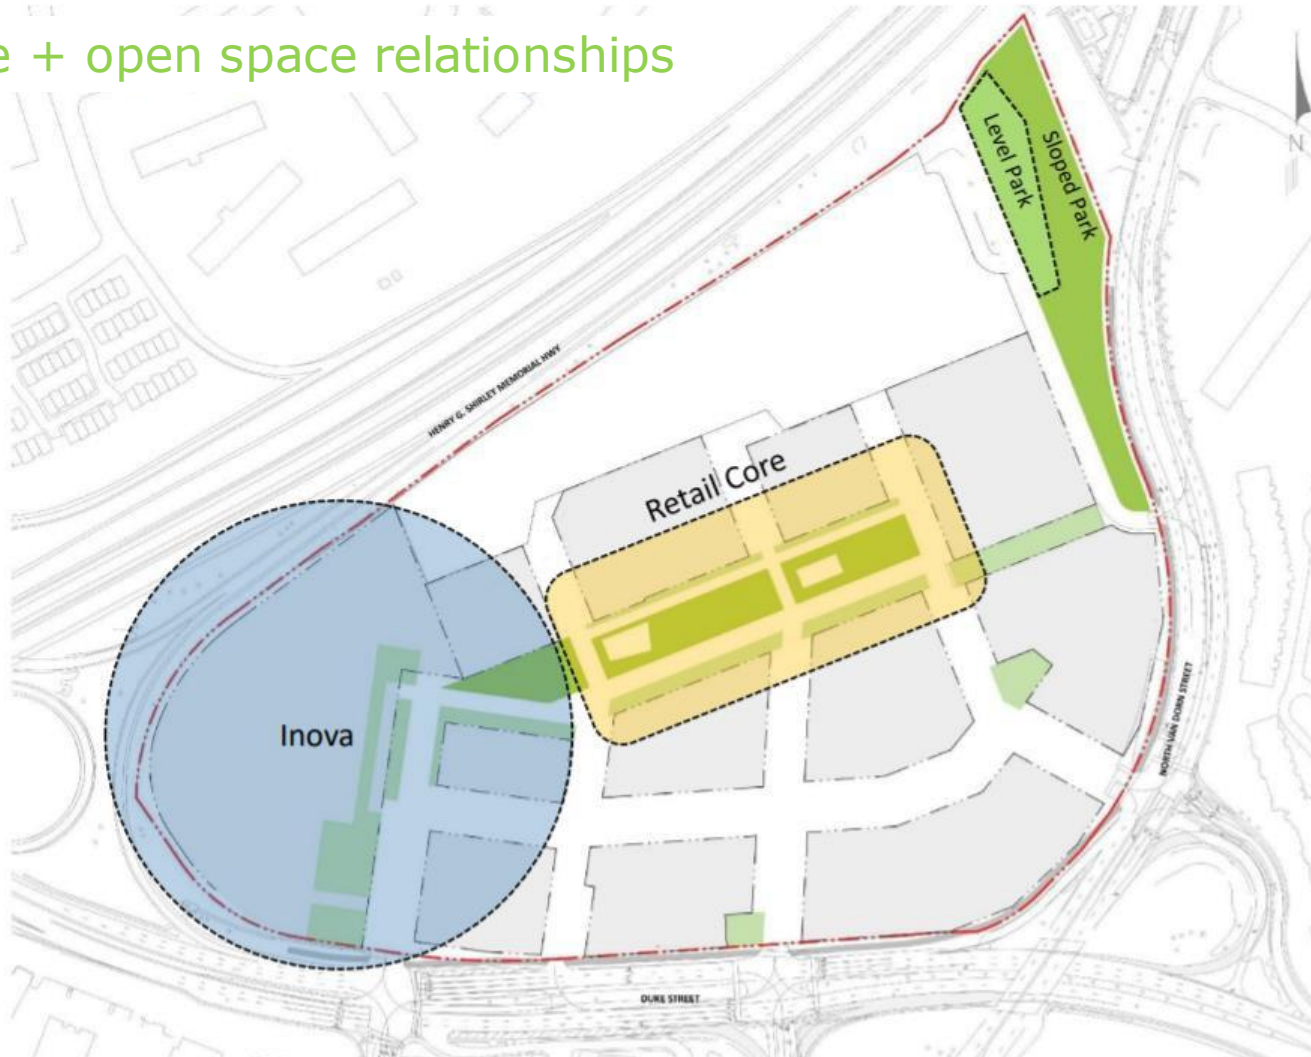 e + open space relationships
Level Park
Sloped Park
N
HENRY G. SHIRLEY MEMORIAL HWY
Retail Core
Inova
NORTH VAN DORN STREET
DUKE STREET